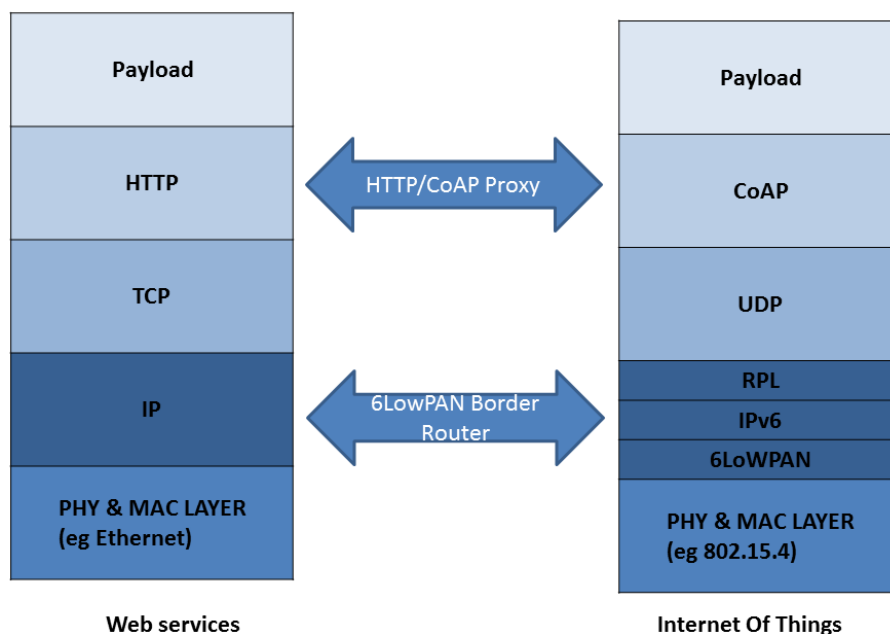 Payload
HTTP
TCP
IP
PHY & MAC LAYER
(eg Ethernet)
Web services
HTTP/CoAP Proxy
6LowPAN Border
Router
Payload
CoAP
UDP
RPL
IPv6
6LoWPAN
PHY & MAC LAYER
(eg 802.15.4)
Internet Of Things